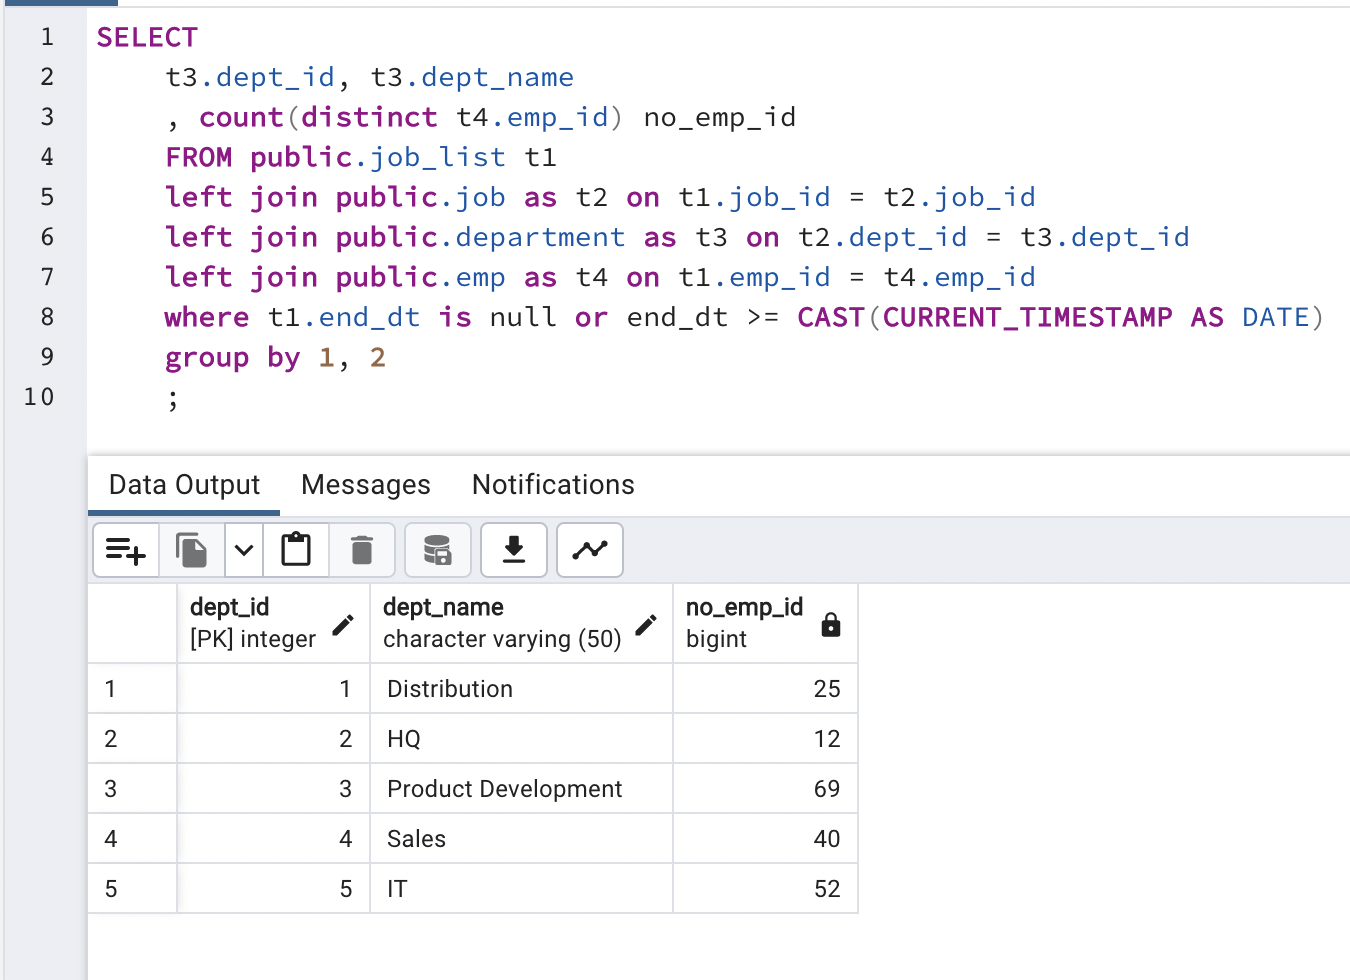 1 SELECT
2 t3.dept_id, t3.dept_name
3 , count(distinct t4.emp_id) no_emp_id
4 FROM public.job_list t1
5 left join public.job as t2 on t1.job_id = t2.job_id
6 left join public.department as t3 on t2.dept_id = t3.dept_id
7 left join public.emp as t4 on t1.emp_id = t4.emp_id
8 where t1.end_dt is null or end_dt >= CAST(CURRENT_TIMESTAMP AS DATE)
9 group by 1, 2
10 ;
Data Output Messages Notifications
dept_id dept_name no_emp_id
[PK] integer character varying (50) bigint
1 1 Distribution 25
2 2 HQ 12
3 3 Product Development 69
4 4 Sales 40
5 5 IT 52